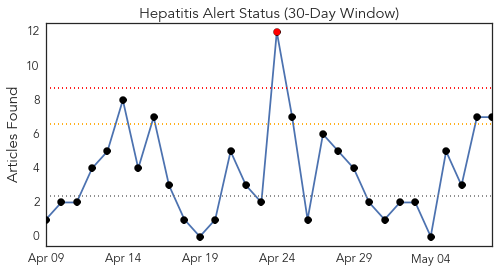 Hepatitis Alert Status (30-Day Window)
Articles Found
12
10
8
6
4
2
0
Apr 09
Apr 14
Apr 19
Apr 24
Apr 29
May 04